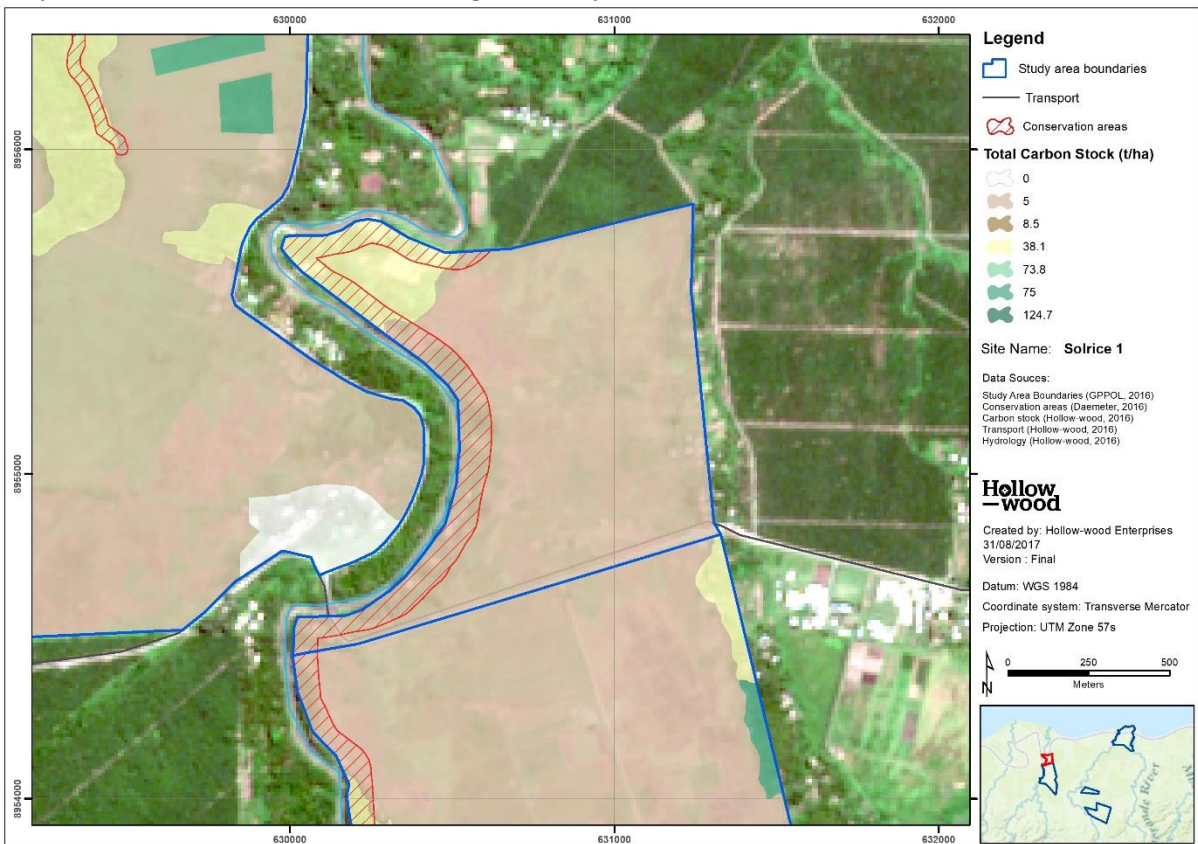 630000
631000
632000
8956000
8955000
8954000
630000
631000
632000
Legend
Study area boundaries
Transport
Conservation areas
Total Carbon Stock (t/ha)
0
5
8.5
38.1
73.8
75
124.7
Site Name: Solrice 1
Data Souces:
Study Area Boundaries (GPPOL, 2016)
Conservation areas (Daemeter, 2016)
Carbon stock (Hollow-wood, 2016)
Transport (Hollow-wood, 2016)
Hydrology (Hollow-wood, 2016)
Hollow
—wood
Created by: Hollow-wood Enterprises
31/08/2017
Version : Final
Datum: WGS 1984
Coordinate system: Transverse Mercator
Projection: UTM Zone 57s
N
0 250 500
Meters
River